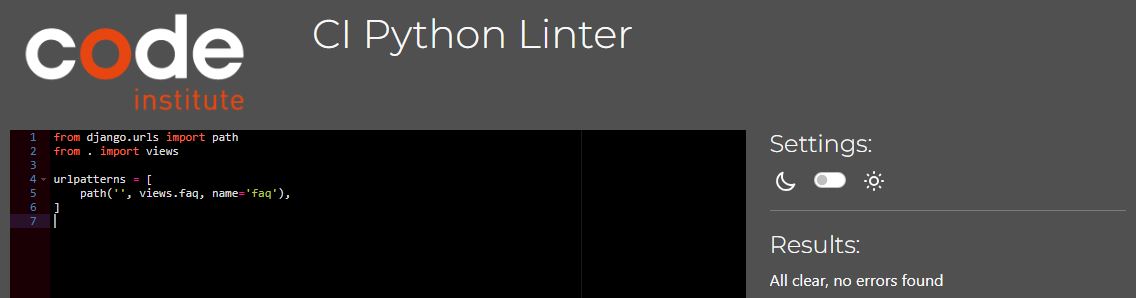 code
institute
CI Python Linter
1 from django.urls import path
2 from . import views
3
4 urlpatterns = [
5     path('', views.faq, name='faq'),
6 ]
7
Settings:
Results:
All clear, no errors found